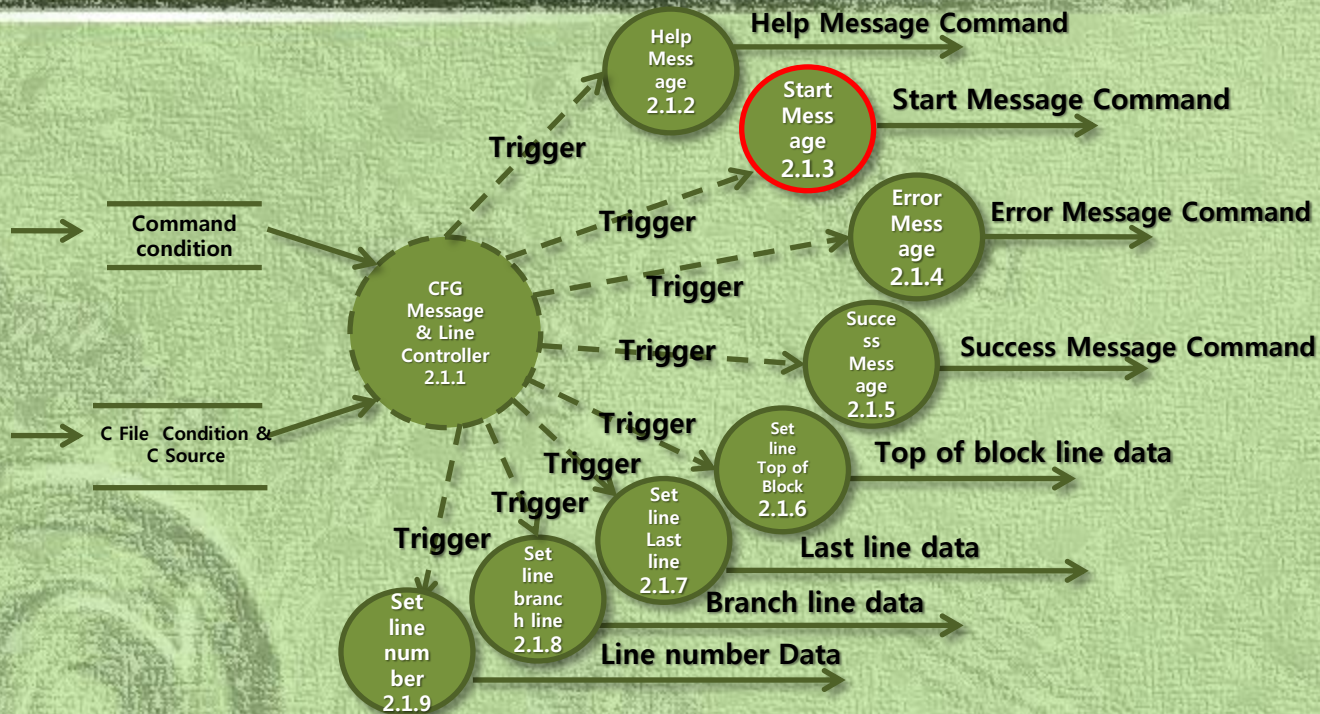 Help
Mess
age
2.1.2
Help Message Command
Start
Mess
age
2.1.3
Start Message Command
Trigger
Error
Mess
age
2.1.4
Error Message Command
Trigger
Command
condition
Trigger
CFG
Message
& Line
Controller
2.1.1
Succe
ss
Mess
age
2.1.5
Success Message Command
Trigger
C File Condition &
C Source
Trigger
Set
line
Top of
Block
2.1.6
Top of block line data
Trigger
Set
line
Last
line
2.1.7
Last line data
Trigger
Set
line
branc
h line
2.1.8
Branch line data
Trigger
Set
line
num
ber
2.1.9
Line number Data